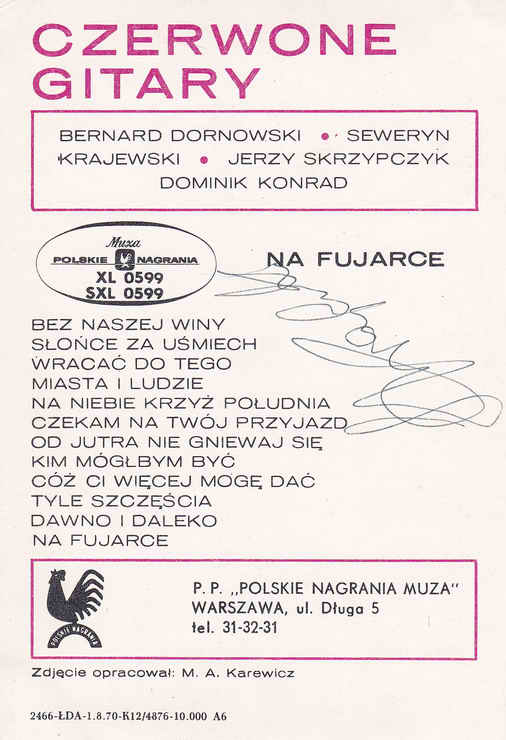 CZERWONE
GITARY
BERNARD DORNOWSKI • SEWERYN
KRAJEWSKI • JERZY SKRZYPCZYK
DOMINIK KONRAD
Muza
POLSKIE NAGRANIA
XL 0599
SXL 0599
NA FUJARCE
BEZ NASZEJ WINY
SŁOŃCE ZA UŚMIECH
WRACAĆ DO TEGO
MIASTA I LUDZIE
NA NIEBIE KRZYŻ POŁUDNIA
CZEKAM NA TWÓJ PRZYJAZD
OD JUTRA NIE GNIEWAJ SIĘ
KIM MÓGŁBYM BYĆ
CÓŻ CI WIĘCEJ MOGĘ DAĆ
TYLE SZCZĘŚCIA
DAWNO I DALEKO
NA FUJARCE
POLSKIE NAGRANIA
P. P. „POLSKIE NAGRANIA MUZA"
WARSZAWA, ul. Długa 5
tel. 31-32-31
Zdjęcie opracował: M. A. Karewicz
2466-ŁDA-1.8.70-K12/4876-10.000 A6